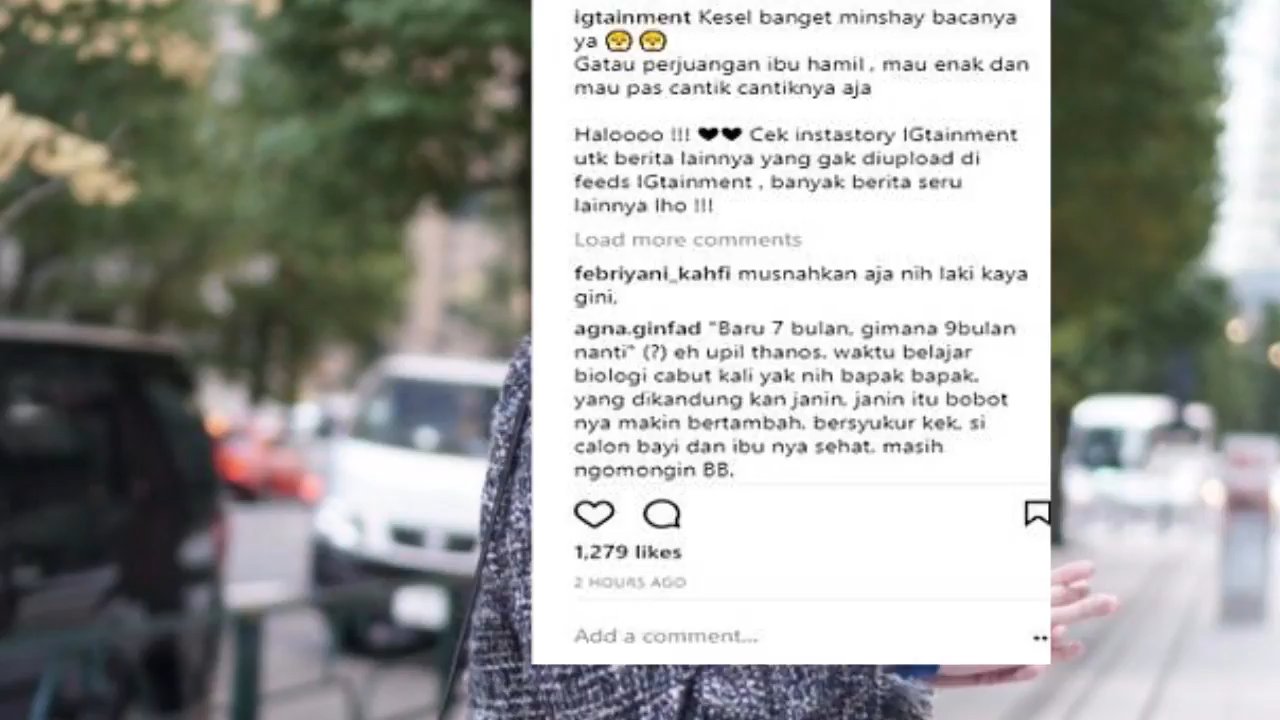 igtainment Kesel banget minshay bacanya
ya
Gatau perjuangan ibu hamil , mau enak dan
mau pas cantik cantiknya aja
Haloooo !!! 🖤🖤 Cek instastory IGtainment
utk berita lainnya yang gak diupload di
feeds IGtainment , banyak berita seru
lainnya lho !!!
Load more comments
febriyani_kahfi musnahkan aja nih laki kaya
gini.
agna.ginfad "Baru 7 bulan, gimana 9bulan
nanti" (?) eh upil thanos. waktu belajar
biologi cabut kali yak nih bapak bapak.
yang dikandung kan janin, janin itu bobot
nya makin bertambah. bersyukur kek. si
calon bayi dan ibu nya sehat. masih
ngomongin BB.
1,279 likes
2 HOURS AGO
Add a comment...